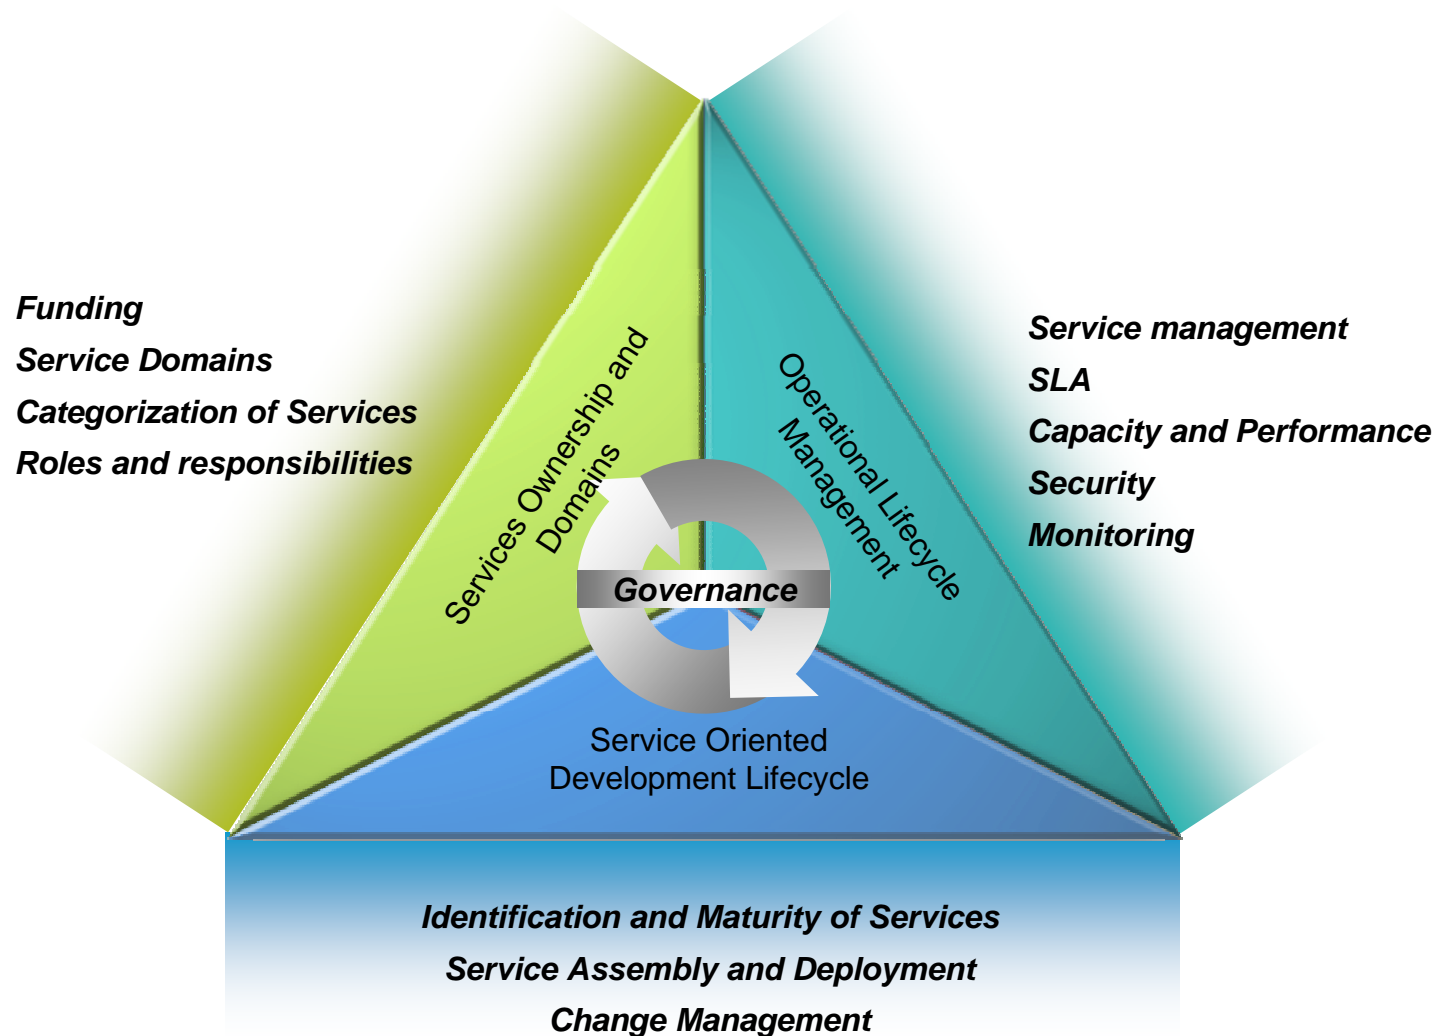 Funding
Service Domains
Categorization of Services
Roles and responsibilities
Services Ownership and
Domains
Operational Lifecycle
Management
Service management
SLA
Capacity and Performance
Security
Monitoring
Governance
Service Oriented
Development Lifecycle
Identification and Maturity of Services
Service Assembly and Deployment
Change Management